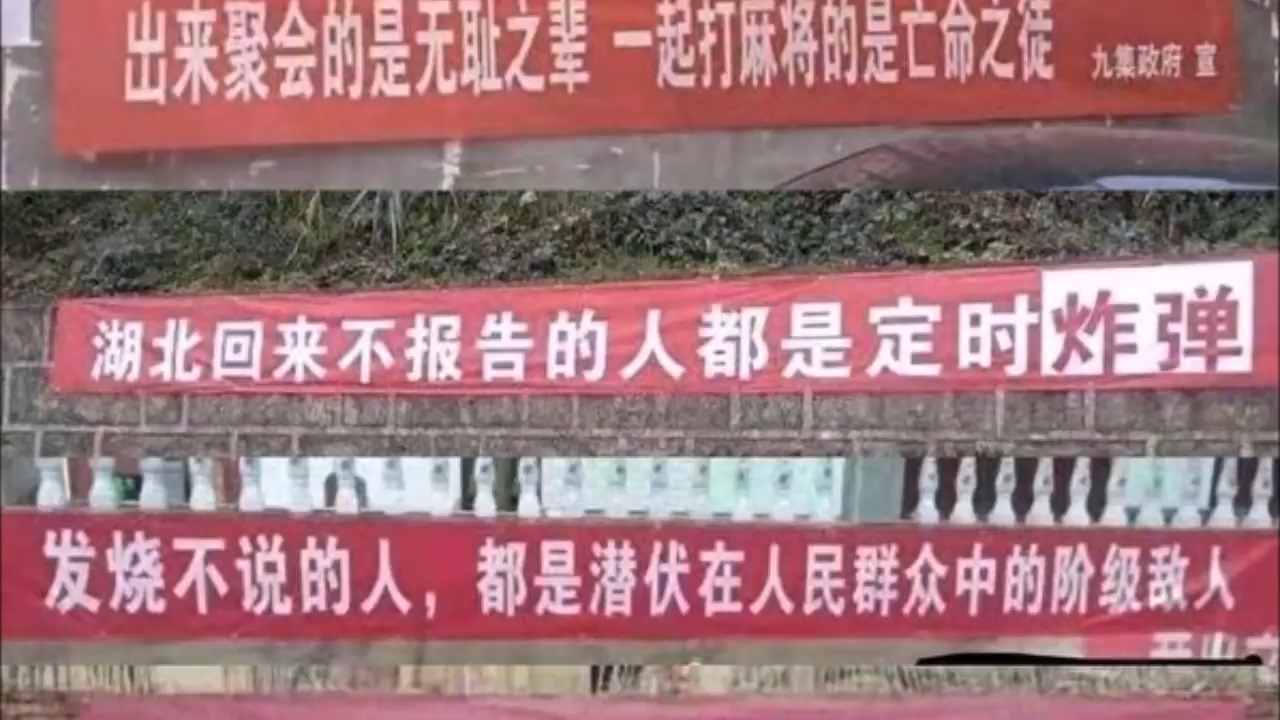 出来聚会的是无耻之辈 一起打麻将的是亡命之徒 九集政府 宣
湖北回来不报告的人都是定时炸弹
发烧不说的人，都是潜伏在人民群众中的阶级敌人